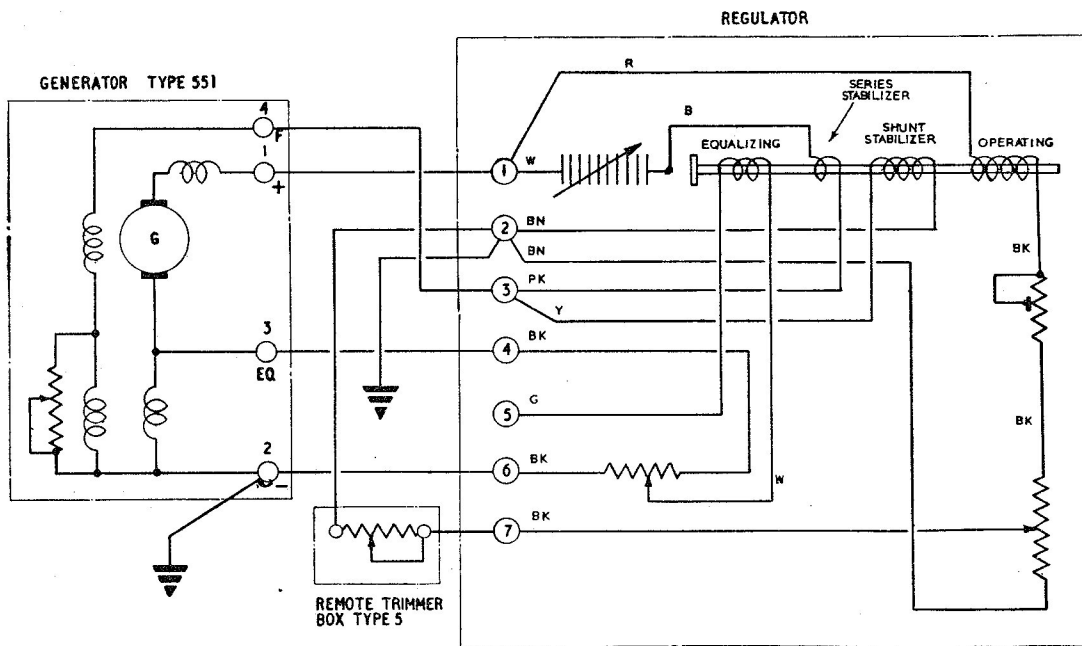 REGULATOR
GENERATOR TYPE 551
R
SERIES
STABILIZER
4
F
B
SHUNT
STABILIZER
1
+
EQUALIZING
OPERATING
1
W
G
2
BN
BN
BK
3
PK
Y
3
EQ
4
BK
5
G
BK
2
-
6
BK
W
7
BK
REMOTE TRIMMER
BOX TYPE 5